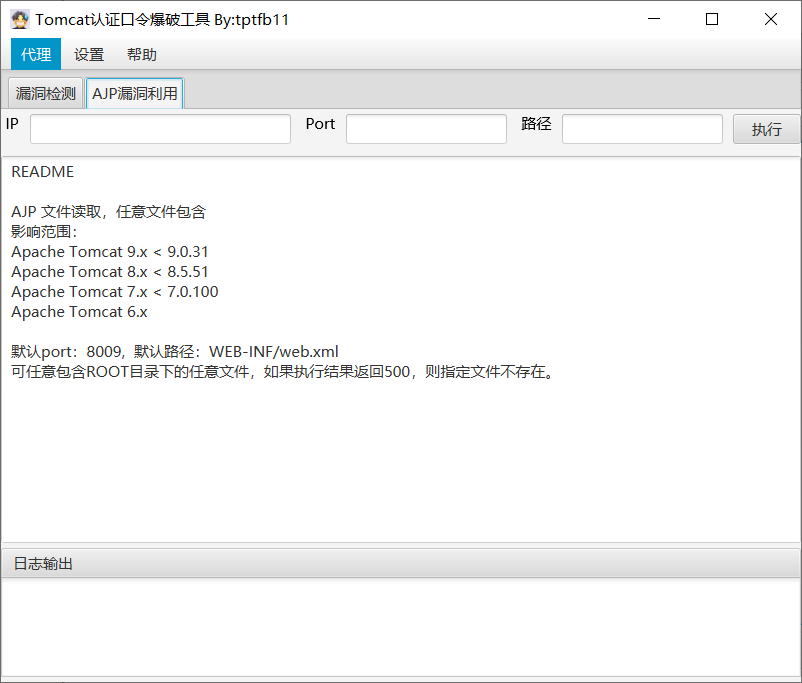 Tomcat认证口令爆破工具 By:tptfb11
代理 设置 帮助
漏洞检测 AJP漏洞利用
IP Port 路径 执行
README
AJP 文件读取，任意文件包含
影响范围：
Apache Tomcat 9.x < 9.0.31
Apache Tomcat 8.x < 8.5.51
Apache Tomcat 7.x < 7.0.100
Apache Tomcat 6.x
默认port：8009, 默认路径：WEB-INF/web.xml
可任意包含ROOT目录下的任意文件，如果执行结果返回500，则指定文件不存在。
日志输出